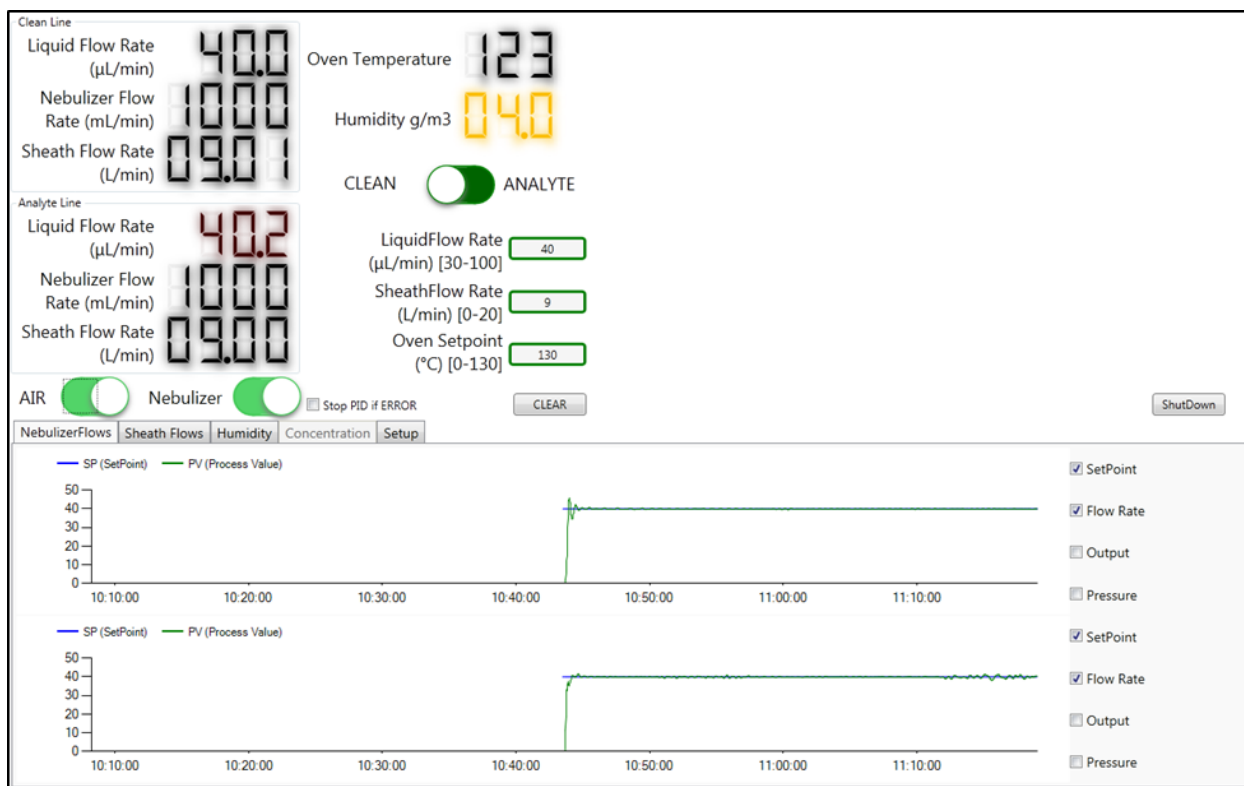 Clean Line
Liquid Flow Rate
(µL/min)
40.0
Nebulizer Flow
Rate (mL/min)
1000
Sheath Flow Rate
(L/min)
09.01
Oven Temperature
123
Humidity g/m3
04.0
CLEAN
ANALYTE
Analyte Line
Liquid Flow Rate
(µL/min)
40.2
Nebulizer Flow
Rate (mL/min)
1000
Sheath Flow Rate
(L/min)
09.00
LiquidFlow Rate
(µL/min) [30-100]
40
SheathFlow Rate
(L/min) [0-20]
9
Oven Setpoint
(°C) [0-130]
130
AIR
Nebulizer
Stop PID if ERROR
CLEAR
ShutDown
NebulizerFlows Sheath Flows Humidity Concentration Setup
SP (SetPoint) PV (Process Value)
50
40
30
20
10
0
10:10:00 10:20:00 10:30:00 10:40:00 10:50:00 11:00:00 11:10:00
SetPoint
Flow Rate
Output
Pressure
SP (SetPoint) PV (Process Value)
50
40
30
20
10
0
10:10:00 10:20:00 10:30:00 10:40:00 10:50:00 11:00:00 11:10:00
SetPoint
Flow Rate
Output
Pressure